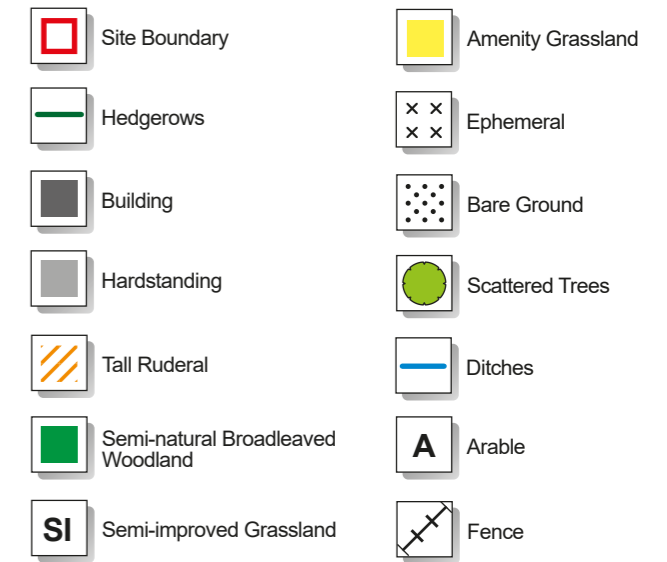 Site Boundary
Hedgerows
Building
Hardstanding
Tall Ruderal
Semi-natural Broadleaved
Woodland
SI Semi-improved Grassland
Amenity Grassland
Ephemeral
Bare Ground
Scattered Trees
Ditches
A Arable
Fence